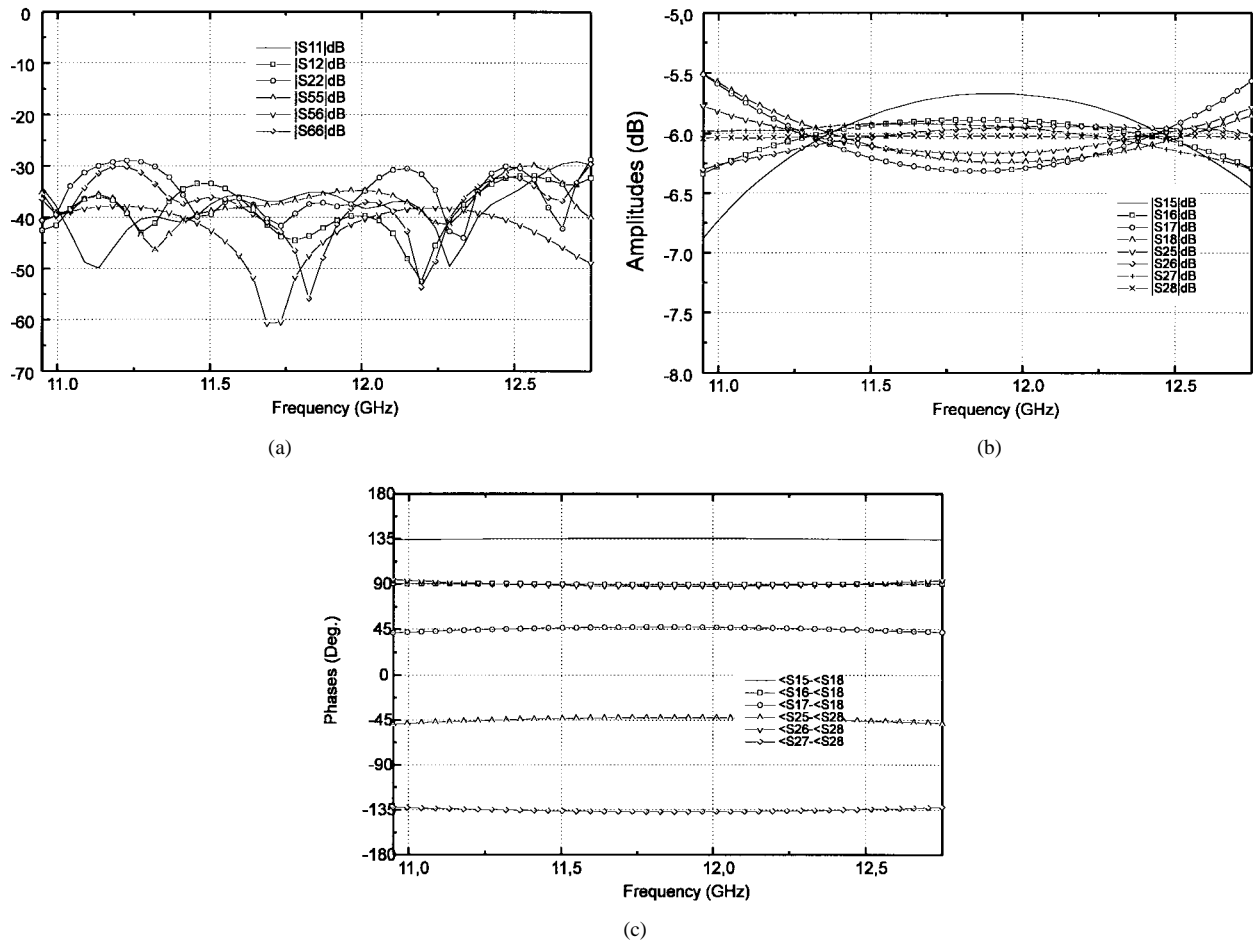 0
-10
-20
-30
-40
-50
-60
-70
|S11|dB
|S12|dB
|S22|dB
|S55|dB
|S56|dB
|S66|dB
11.0 11.5 12.0 12.5
Frequency (GHz)
(a)
Amplitudes (dB)
-5,0
-5.5
-6.0
-6.5
-7.0
-7.5
-8.0
|S15|dB
|S16|dB
|S17|dB
|S18|dB
|S25|dB
|S26|dB
|S27|dB
|S28|dB
11.0 11.5 12.0 12.5
Frequency (GHz)
(b)
Phases (Deg.)
180
135
90
45
0
-45
-90
-135
-180
<S15-<S18
<S16-<S18
<S17-<S18
<S25-<S28
<S26-<S28
<S27-<S28
11,0 11,5 12,0 12,5
Frequency (GHz)
(c)